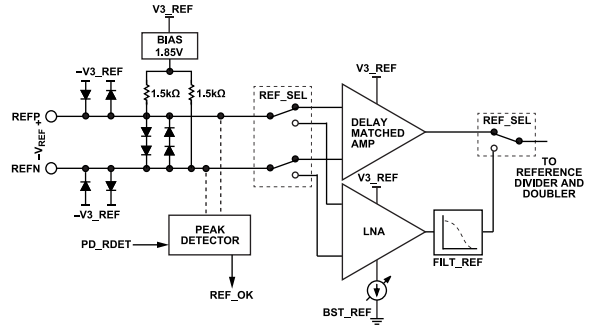 V3_REF
BIAS
1.85V
–V3_REF
1.5kΩ
1.5kΩ
REF_SEL
V3_REF
REFP
+
VREF
–
REFN
DELAY
MATCHED
AMP
REF_SEL
TO
REFERENCE
DIVIDER AND
DOUBLER
–V3_REF
V3_REF
LNA
PD_RDET
PEAK
DETECTOR
FILT_REF
REF_OK
BST_REF